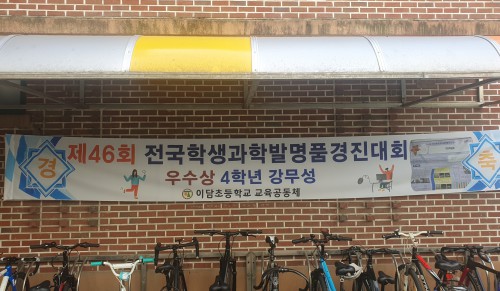 경 제46회 전국학생과학발명품경진대회 축
우수상 4학년 강무성
이담초등학교 교육공동체